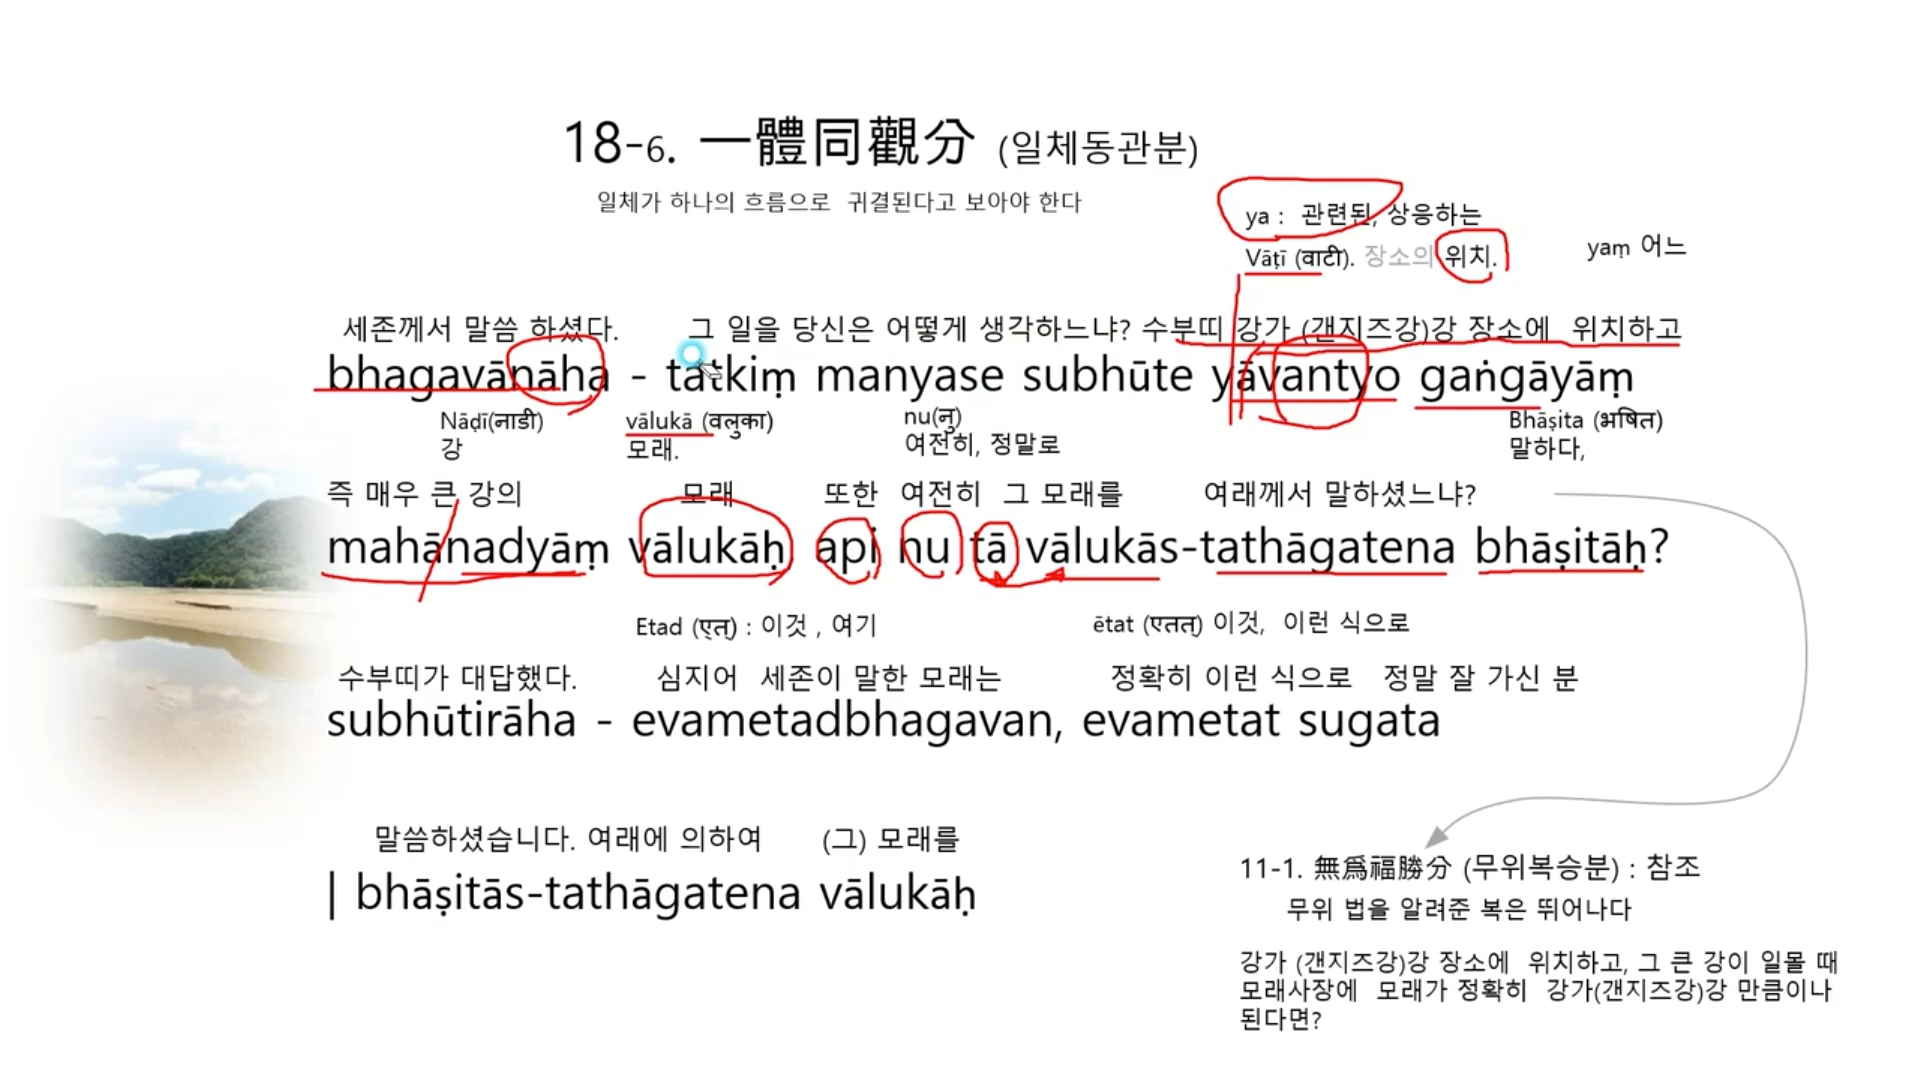 18-6. 一體同觀分 (일체동관분)
일체가 하나의 흐름으로 귀결된다고 보아야 한다
ya : 관련된, 상응하는
Vāṭī (वाटी). 장소의 위치.
yaṃ 어느
세존께서 말씀 하셨다. 그 일을 당신은 어떻게 생각하느냐? 수부띠 강가 (갠지즈강)강 장소에 위치하고
bhagavānāha - tatkiṃ manyase subhūte yāvantyo gaṅgāyāṃ
Nāḍī(नाडी) vālukā (वलुका) nu(नु) Bhāṣita (भषित)
강 모래. 여전히, 정말로 말하다,
즉 매우 큰 강의 모래 또한 여전히 그 모래를 여래께서 말하셨느냐?
mahānadyāṃ vālukāḥ api nu tā vālukās-tathāgatena bhāṣitāḥ?
Etad (एत्) : 이것 , 여기 ētat (एतत्) 이것, 이런 식으로
수부띠가 대답했다. 심지어 세존이 말한 모래는 정확히 이런 식으로 정말 잘 가신 분
subhūtirāha - evametadbhagavan, evametat sugata
말씀하셨습니다. 여래에 의하여 (그) 모래를
| bhāṣitās-tathāgatena vālukāḥ
11-1. 無爲福勝分 (무위복승분) : 참조
무위 법을 알려준 복은 뛰어나다
강가 (갠지즈강)강 장소에 위치하고, 그 큰 강이 일몰 때
모래사장에 모래가 정확히 강가(갠지즈강)강 만큼이나
된다면?